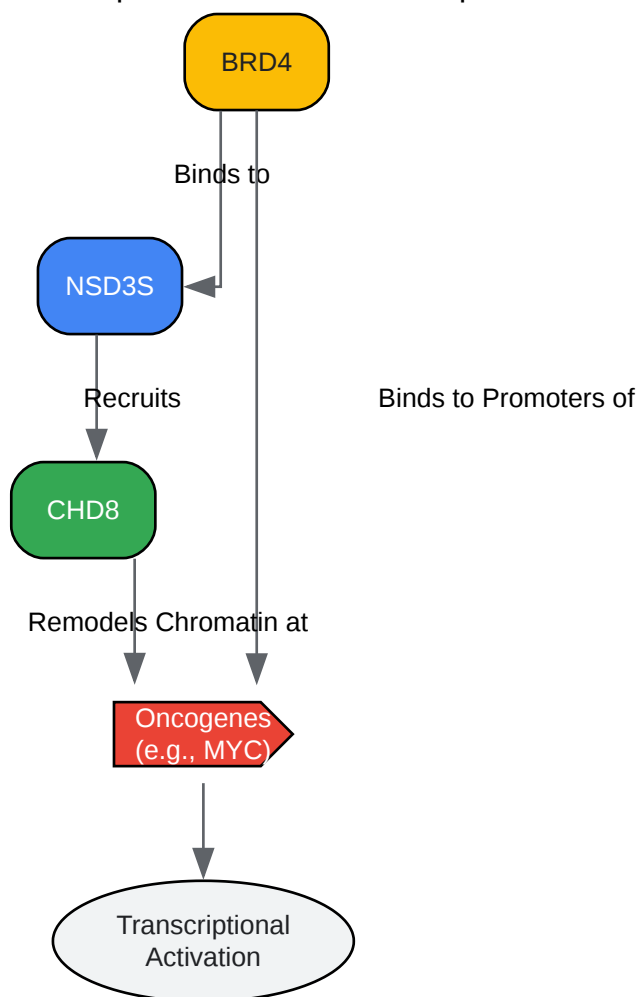 BRD4
Binds to
NSD3S
Recruits
Binds to Promoters of
CHD8
Remodels Chromatin at
Oncogenes
(e.g., MYC)
Transcriptional
Activation